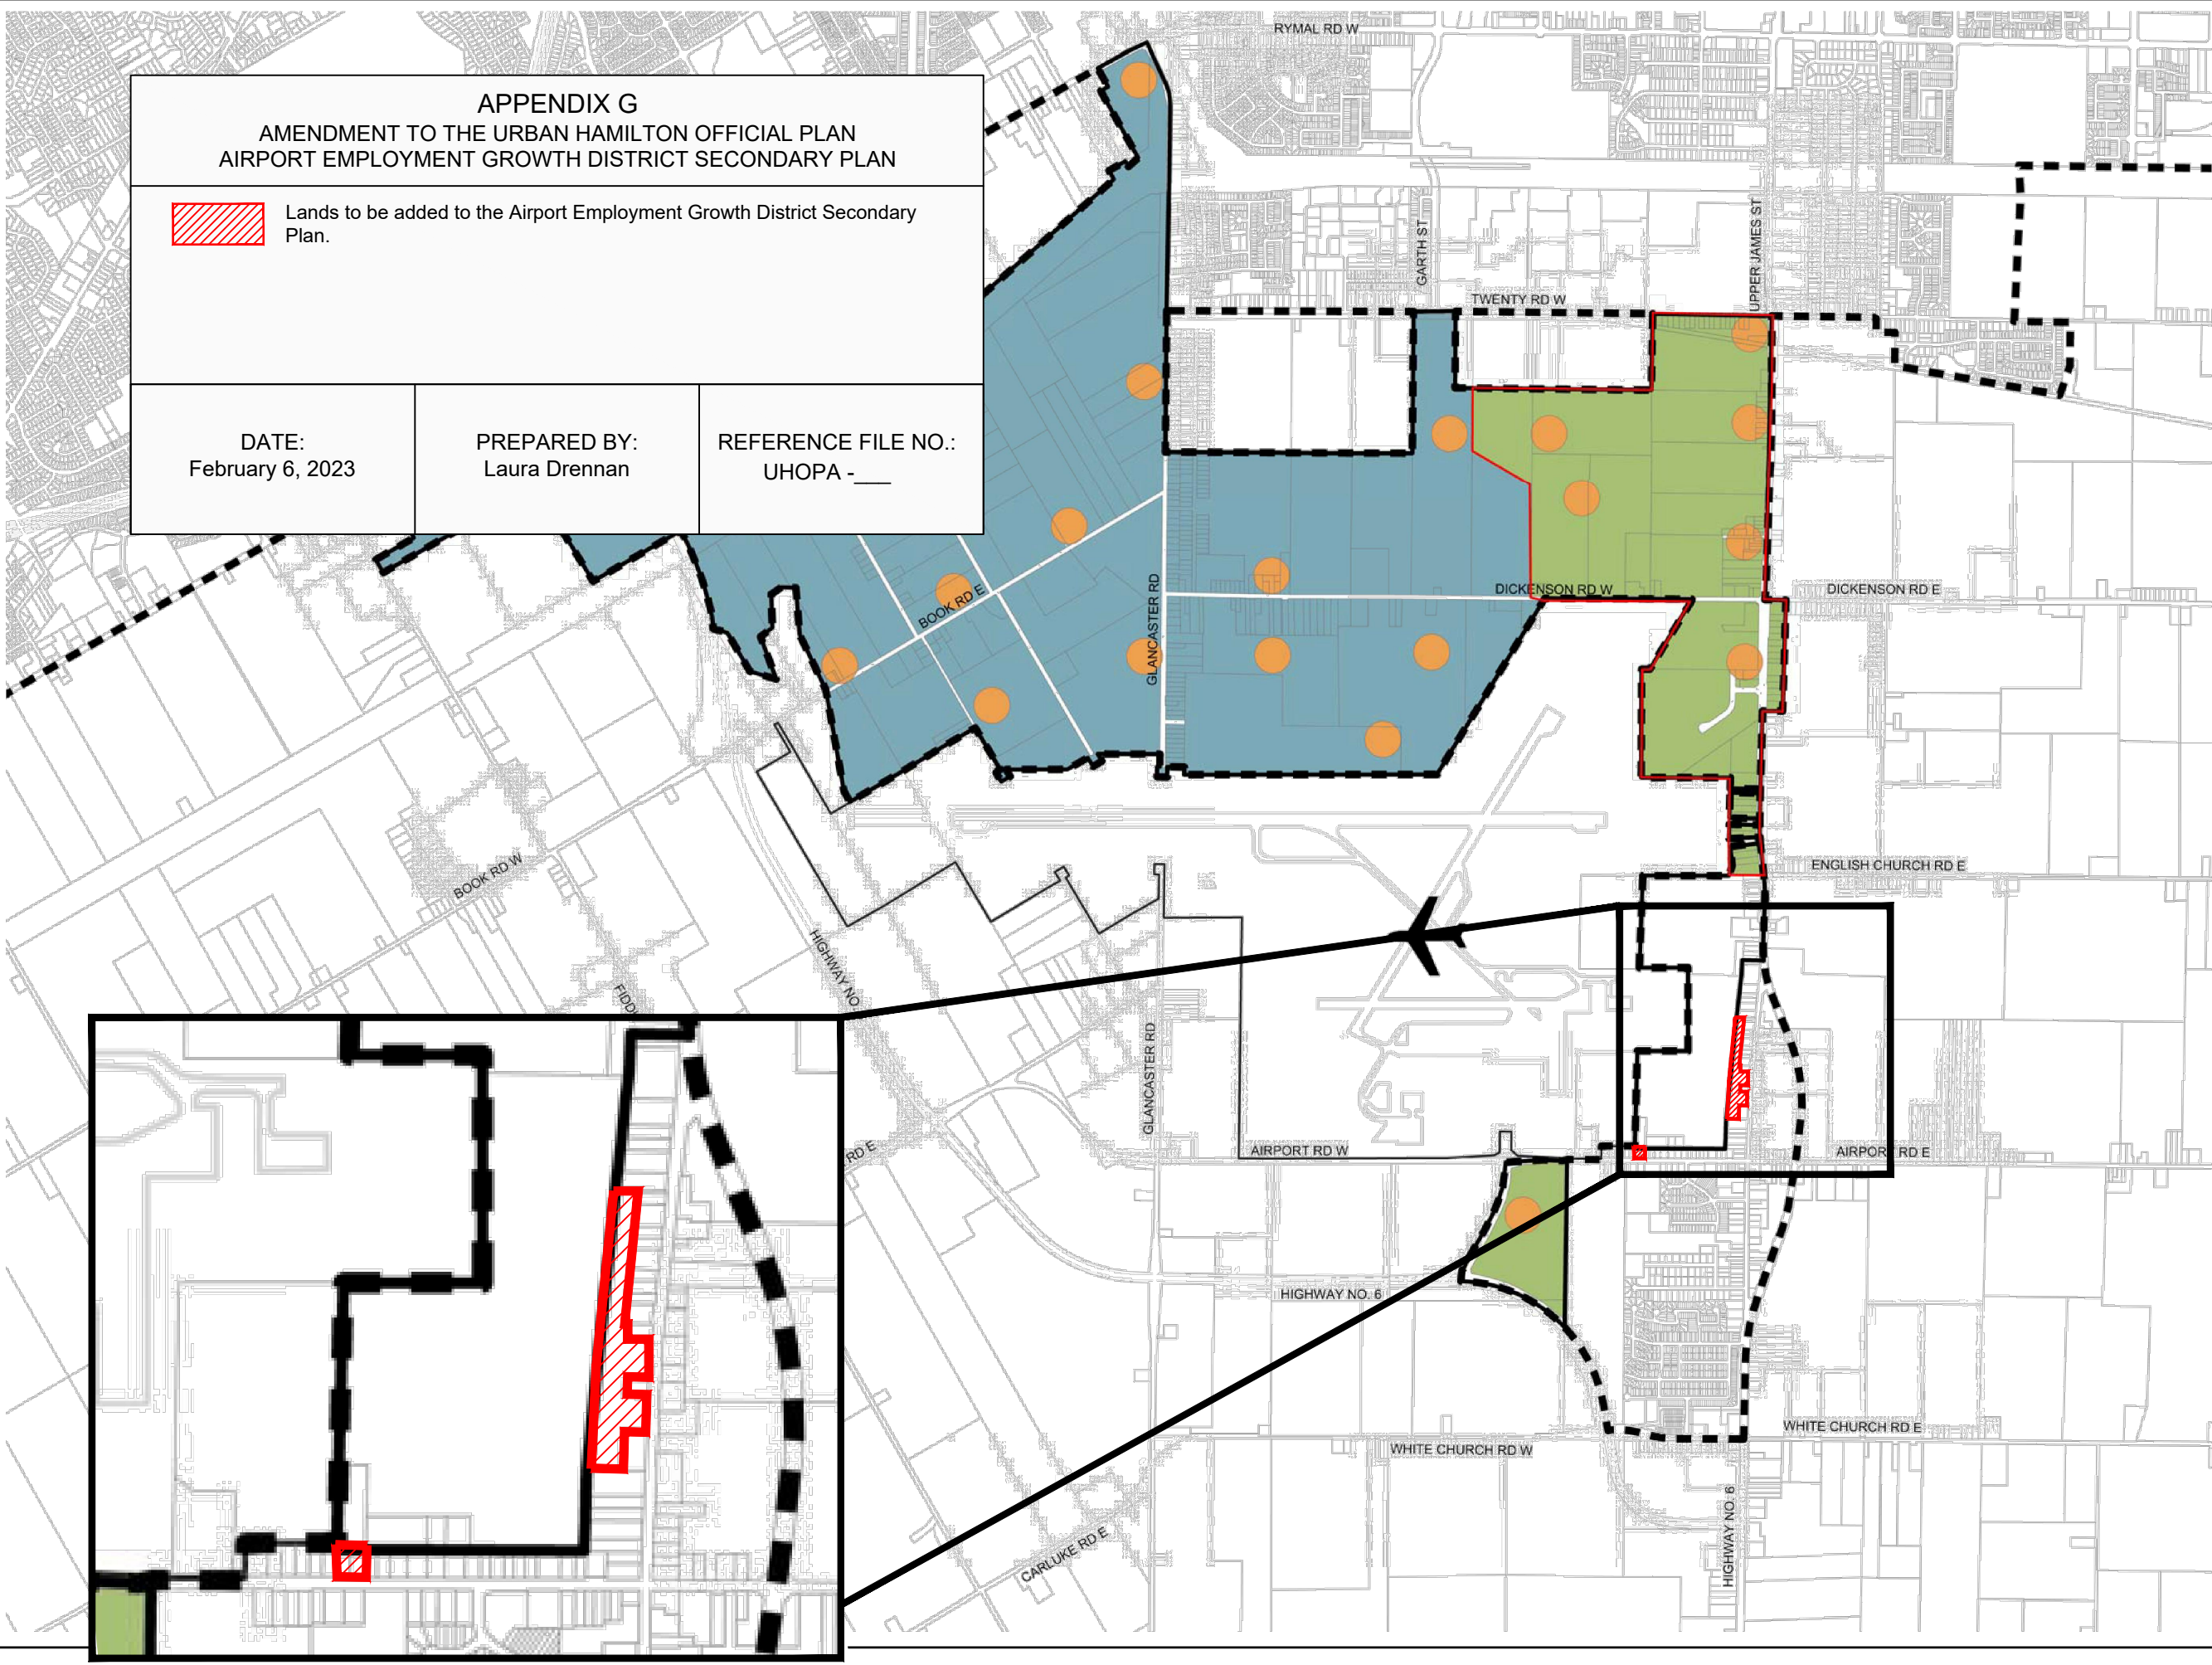 RYMAL RD W
APPENDIX G
AMENDMENT TO THE URBAN HAMILTON OFFICIAL PLAN
AIRPORT EMPLOYMENT GROWTH DISTRICT SECONDARY PLAN
Lands to be added to the Airport Employment Growth District Secondary
Plan.
DATE:
February 6, 2023
PREPARED BY:
Laura Drennan
REFERENCE FILE NO.:
UHOPA -___
GARTH ST
UPPER JAMES ST
TWENTY RD W
DICKENSON RD W
DICKENSON RD E
BOOK RD E
GLANCASTER RD
BOOK RD W
ENGLISH CHURCH RD E
HIGHWAY NO.
FIDD
GLANCASTER RD
RD E
AIRPORT RD W
AIRPORT RD E
HIGHWAY NO. 6
WHITE CHURCH RD W
WHITE CHURCH RD E
HIGHWAY NO. 6
CARLUKE RD E